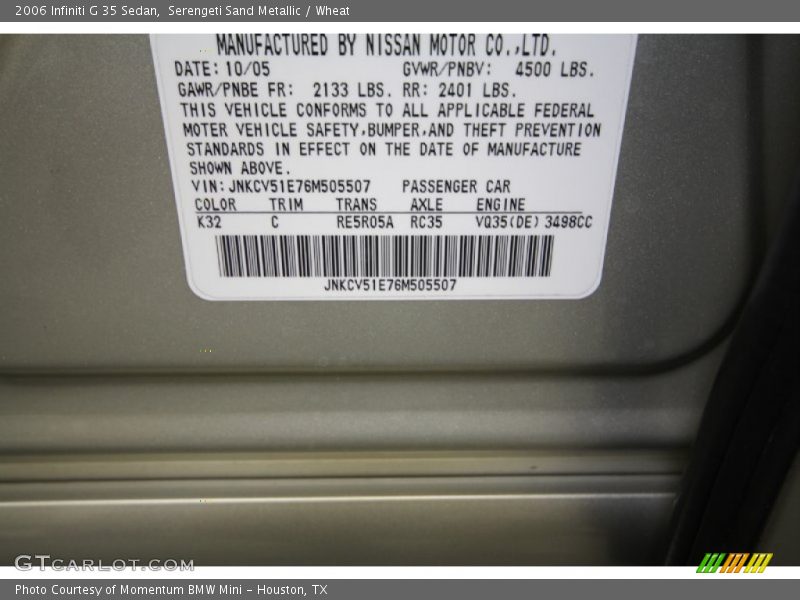 2006 Infiniti G 35 Sedan,  Serengeti Sand Metallic / Wheat
MANUFACTURED BY NISSAN MOTOR CO.,LTD.
DATE: 10/05 GVWR/PNBV: 4500 LBS.
GAWR/PNBE FR: 2133 LBS. RR: 2401 LBS.
THIS VEHICLE CONFORMS TO ALL APPLICABLE FEDERAL
MOTER VEHICLE SAFETY,BUMPER,AND THEFT PREVENTION
STANDARDS IN EFFECT ON THE DATE OF MANUFACTURE
SHOWN ABOVE.
VIN: JNKCV51E76M505507 PASSENGER CAR
COLOR TRIM TRANS AXLE ENGINE
K32 C RE5R05A RC35 VQ35(DE) 3498CC
JNKCV51E76M505507
GTCARLOT.COM
Photo Courtesy of Momentum BMW Mini - Houston, TX